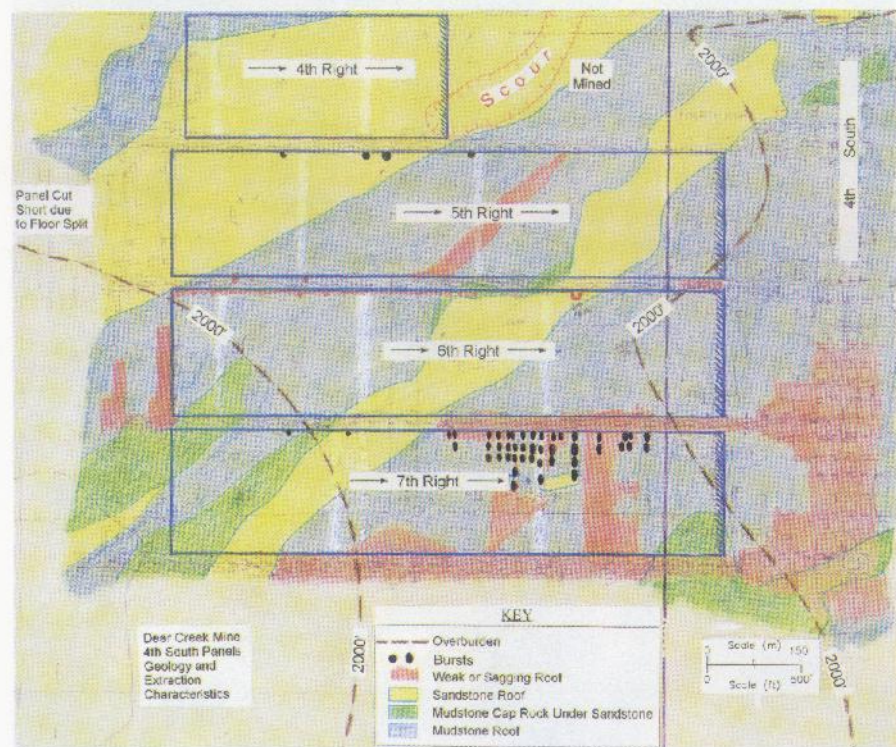 4th Right
Scour
Not
Mined
2000'
4th South
Panel Cut
Short due
to Floor Split
5th Right
2000'
2000'
6th Right
7th Right
Deer Creek Mine
4th South Panels
Geology and
Extraction
Characteristics
2000'
2000'
KEY
Overburden
Bursts
Weak or Sagging Roof
Sandstone Roof
Mudstone Cap Rock Under Sandstone
Mudstone Roof
Scale (m)
0 150
0 500'
Scale (ft)